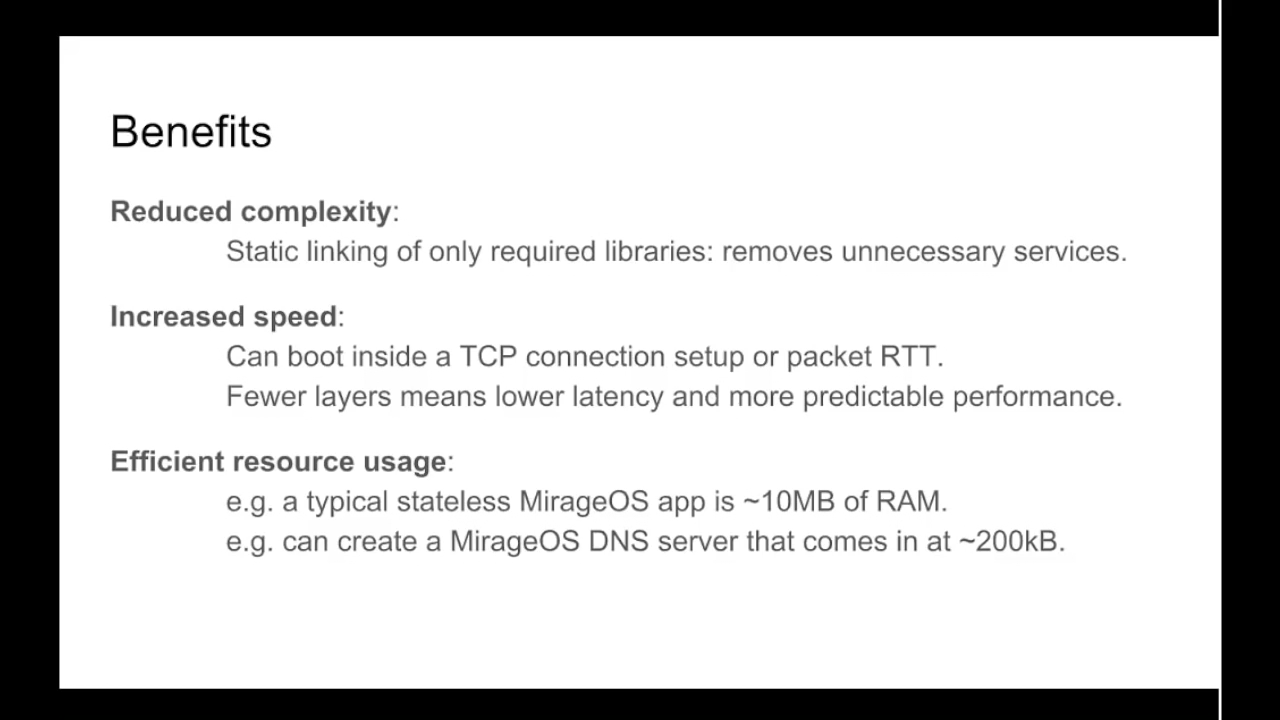 Benefits
Reduced complexity:
Static linking of only required libraries: removes unnecessary services.
Increased speed:
Can boot inside a TCP connection setup or packet RTT.
Fewer layers means lower latency and more predictable performance.
Efficient resource usage:
e.g. a typical stateless MirageOS app is ~10MB of RAM.
e.g. can create a MirageOS DNS server that comes in at ~200kB.